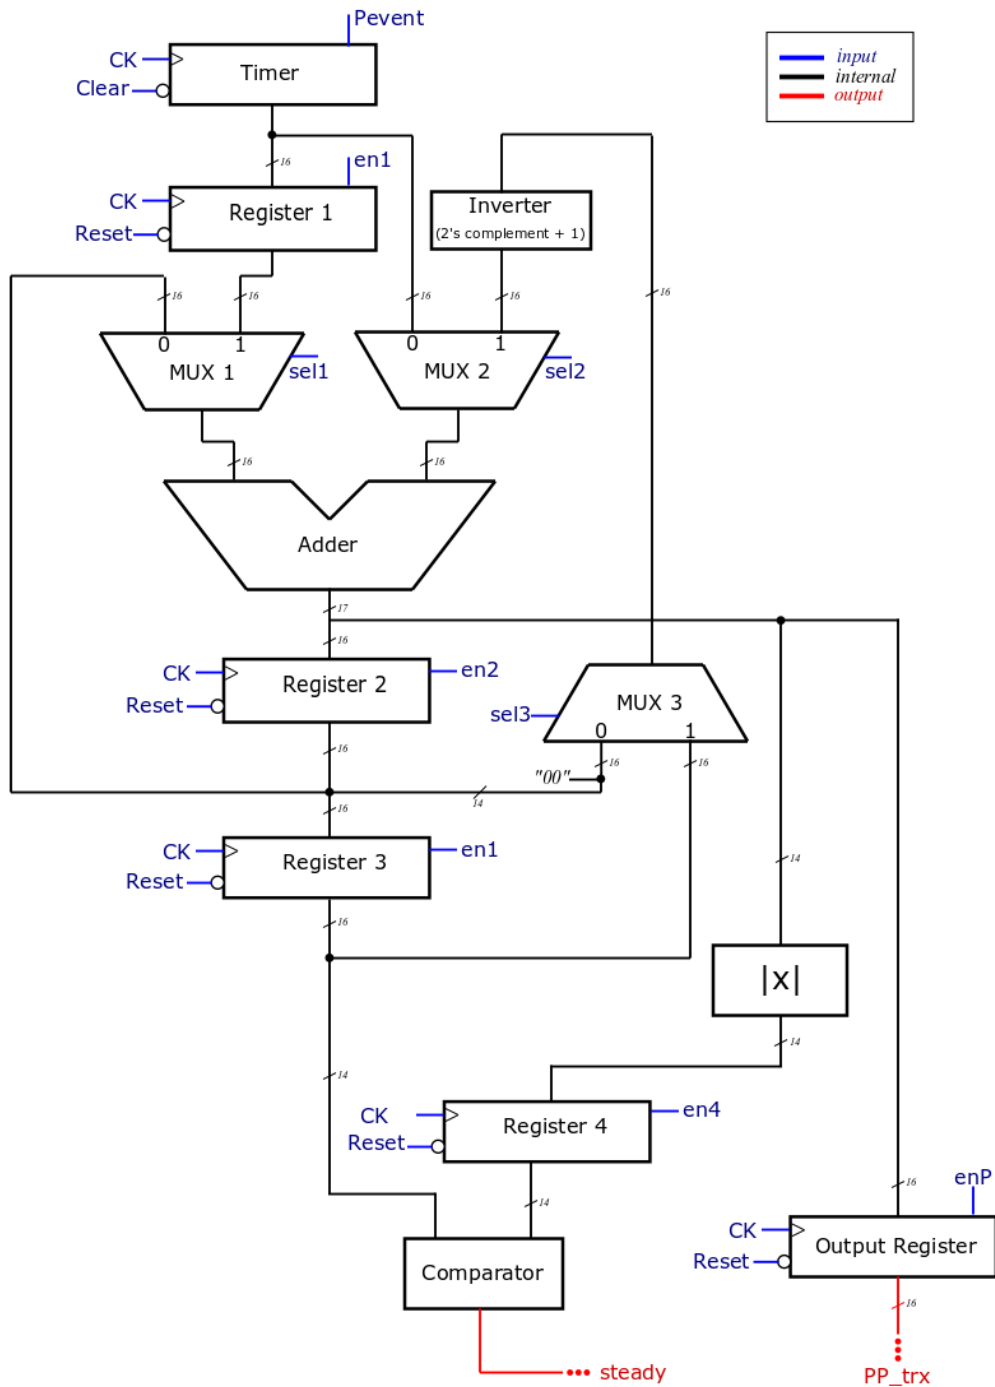 Pevent
input
internal
output
CK
Timer
Clear
16
en1
CK
Register 1
Reset
Inverter
(2's complement + 1)
16
16
16
16
16
0
1
MUX 1
sel1
0
1
MUX 2
sel2
16
16
Adder
17
16
CK
Register 2
en2
Reset
sel3
MUX 3
0
1
16
16
16
"00"
14
16
CK
Register 3
en1
Reset
14
16
|x|
14
14
CK
Register 4
en4
Reset
14
16
enP
CK
Output Register
Reset
Comparator
16
steady
PP_trx